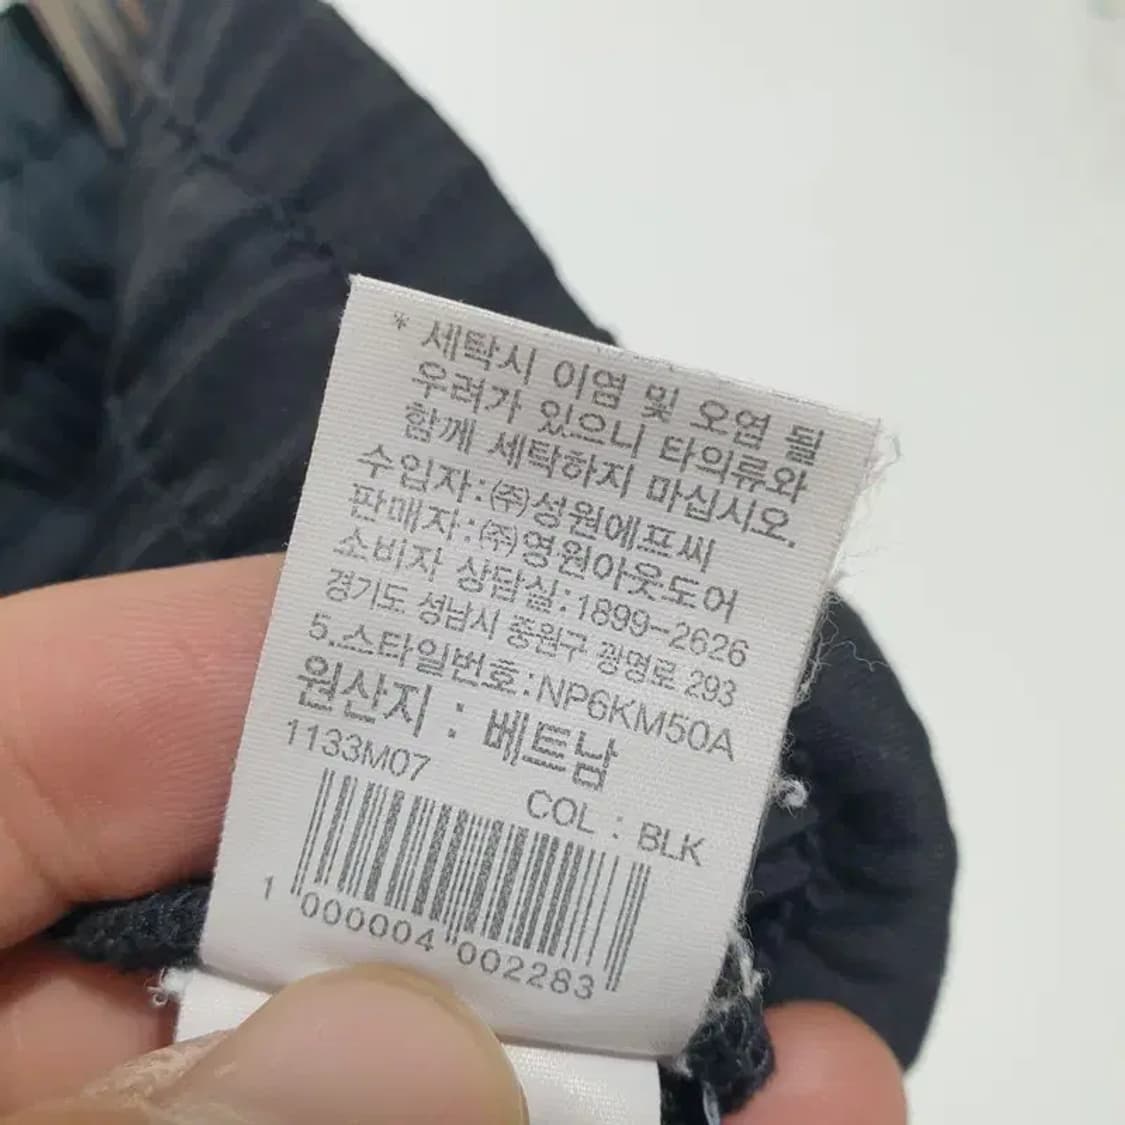 * 세탁시 이염 및 오염 될
우려가 있으니 타의류와
함께 세탁하지 마십시오.
수입자:㈜성원에프씨
판매자:㈜영원아웃도어
소비자 상담실:1899-2626
경기도 성남시 중원구 광명로 293
5.스타일번호:NP6KM50A
원산지 : 베트남
1133M07
COL : BLK
1 000004 002283